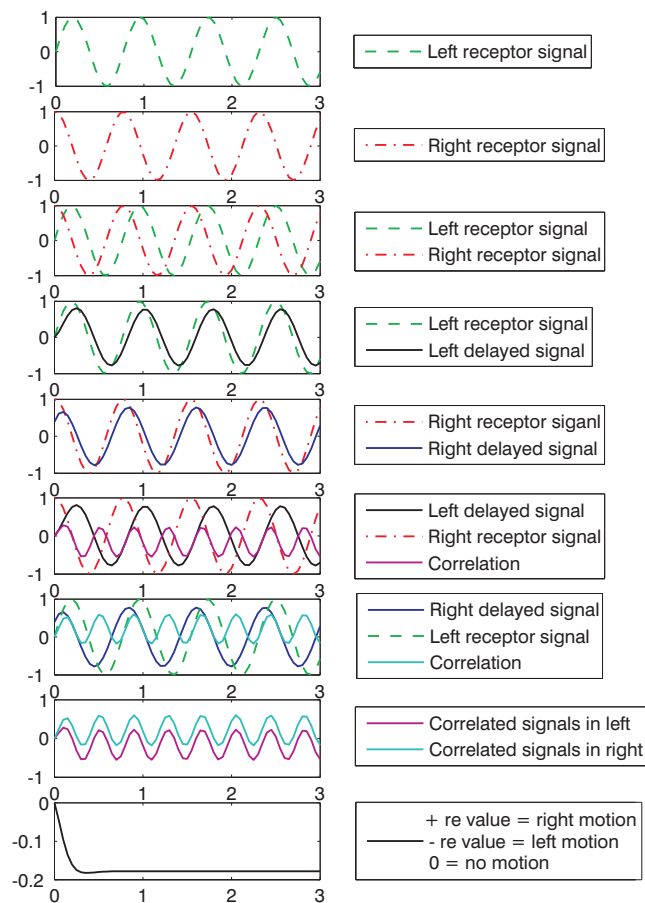 1
0
-1
0 1 2 3
Left receptor signal
1
0
-1
0 1 2 3
Right receptor signal
1
0
-1
0 1 2 3
Left receptor signal
Right receptor signal
1
0
-1
0 1 2 3
Left receptor signal
Left delayed signal
1
0
-1
0 1 2 3
Right receptor siganl
Right delayed signal
1
0
-1
0 1 2 3
Left delayed signal
Right receptor signal
Correlation
1
0
-1
0 1 2 3
Right delayed signal
Left receptor signal
Correlation
1
0
-1
0 1 2 3
Correlated signals in left
Correlated signals in right
0
-0.1
-0.2
0 1 2 3
+ re value = right motion
- re value = left motion
0 = no motion